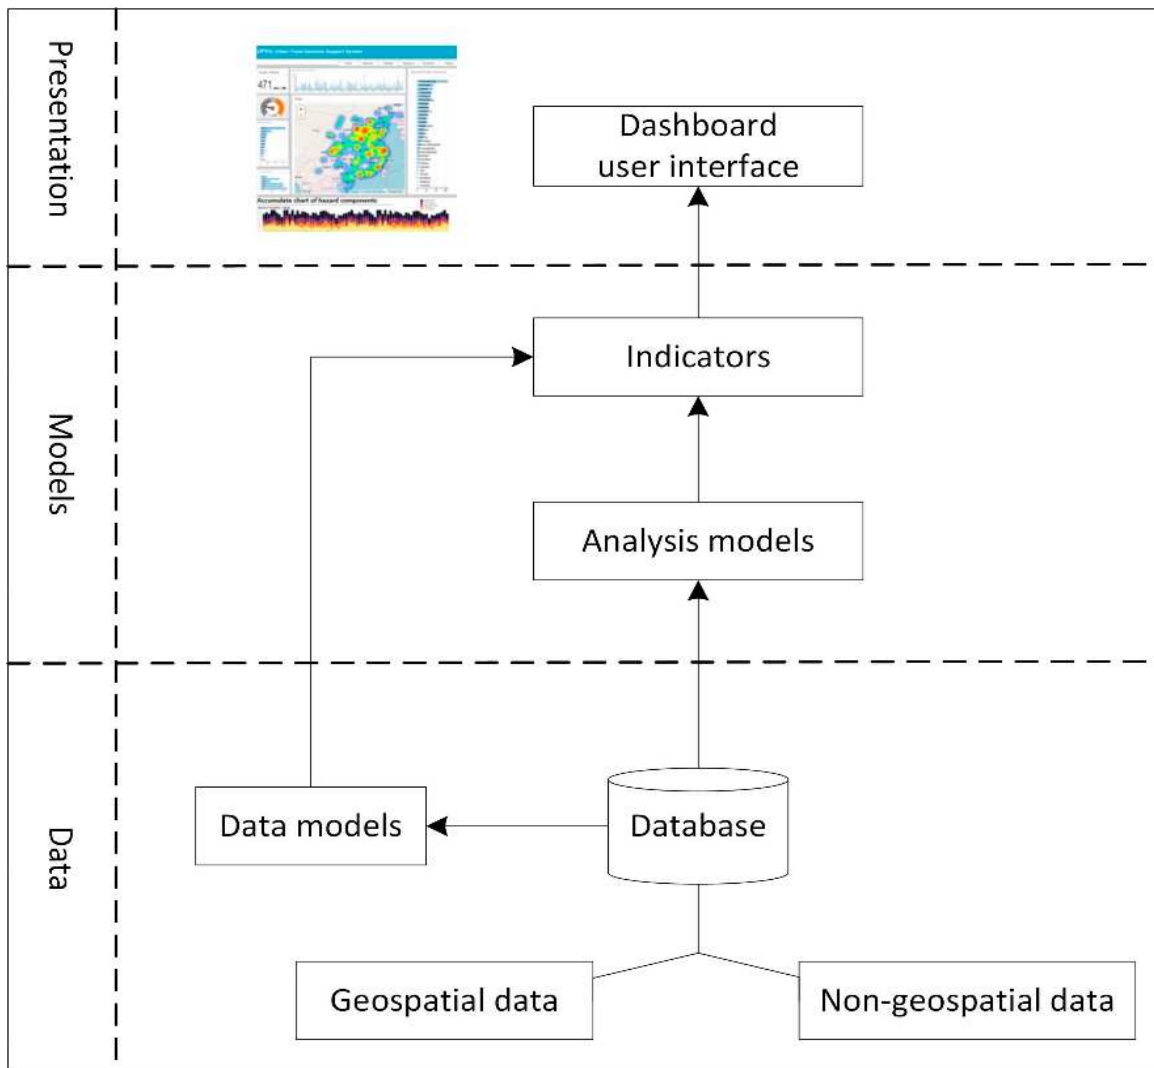 Presentation
471
Accumulate chart of hazard components
Dashboard
user interface
Models
Indicators
Analysis models
Data
Data models
Database
Geospatial data
Non-geospatial data